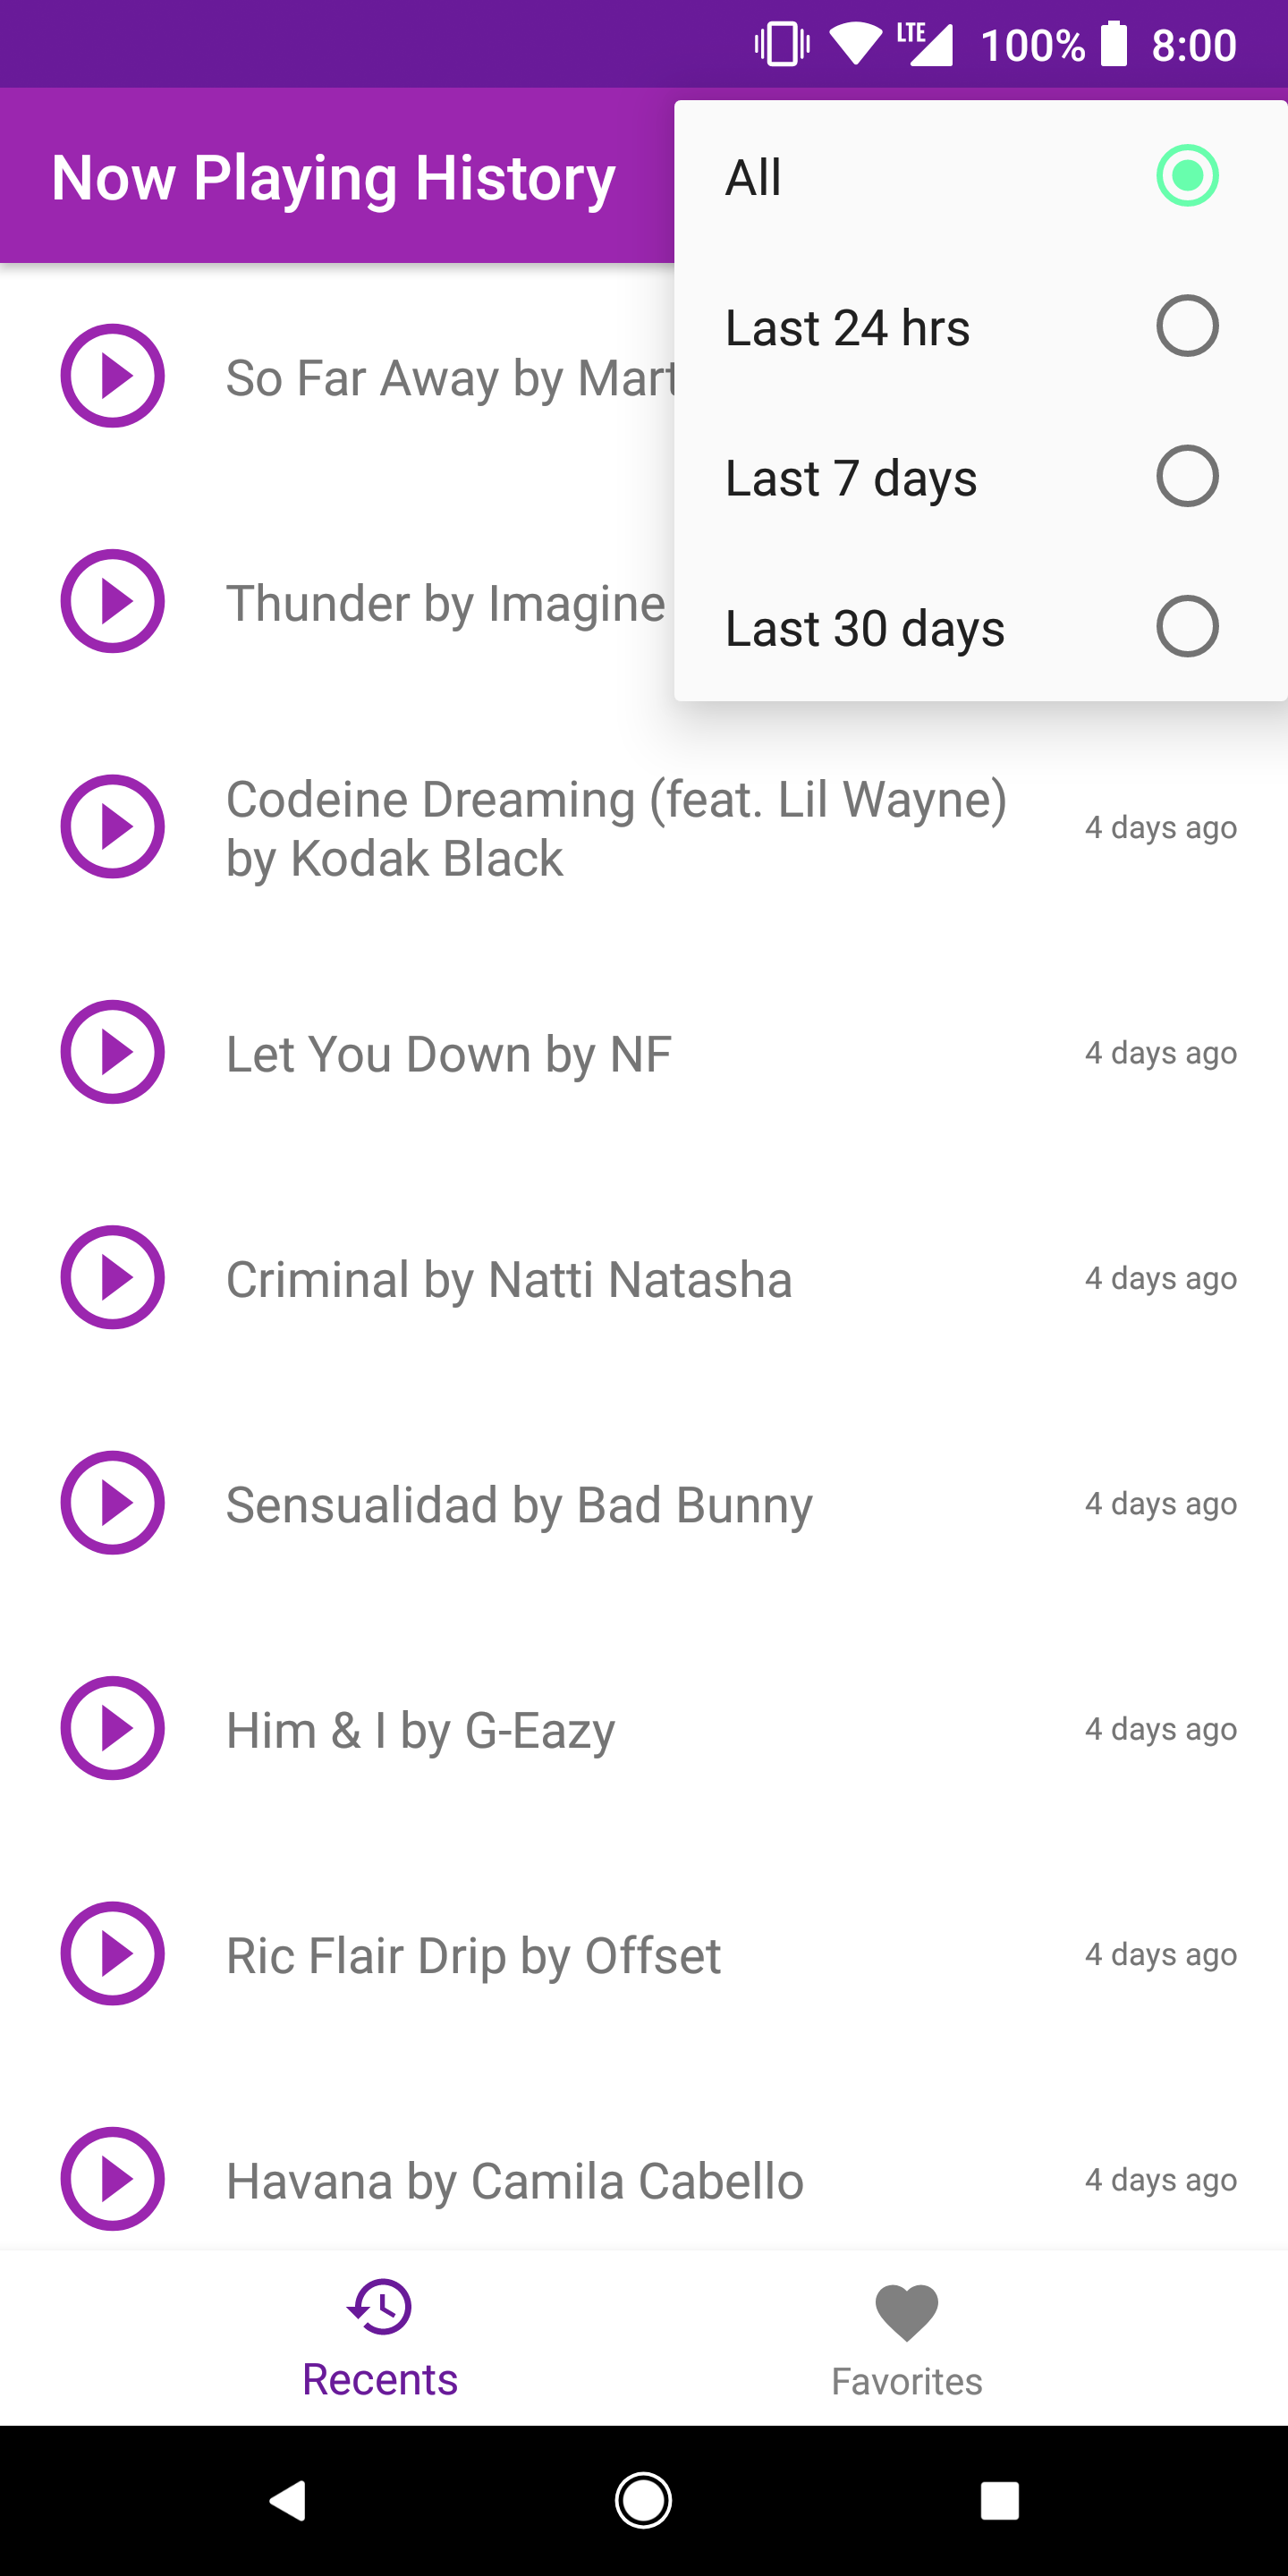 LTE 100% 8:00
Now Playing History
All
Last 24 hrs
Last 7 days
Last 30 days
So Far Away by
Thunder by Imagine
Codeine Dreaming (feat. Lil Wayne)
by Kodak Black
4 days ago
Let You Down by NF
4 days ago
Criminal by Natti Natasha
4 days ago
Sensualidad by Bad Bunny
4 days ago
Him & I by G-Eazy
4 days ago
Ric Flair Drip by Offset
4 days ago
Havana by Camila Cabello
4 days ago
Recents
Favorites